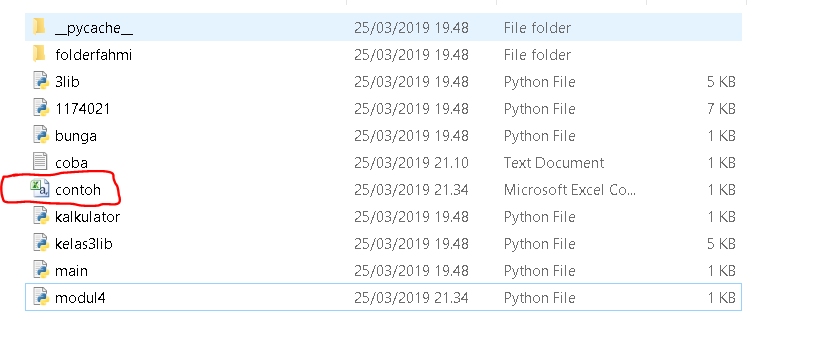 __pycache__ 25/03/2019 19.48 File folder
folderfahmi 25/03/2019 19.48 File folder
3lib 25/03/2019 19.48 Python File 5 KB
1174021 25/03/2019 19.48 Python File 7 KB
bunga 25/03/2019 19.48 Python File 1 KB
coba 25/03/2019 21.10 Text Document 1 KB
contoh 25/03/2019 21.34 Microsoft Excel Co... 1 KB
kalkulator 25/03/2019 19.48 Python File 1 KB
kelas3lib 25/03/2019 19.48 Python File 5 KB
main 25/03/2019 19.48 Python File 1 KB
modul4 25/03/2019 21.34 Python File 1 KB